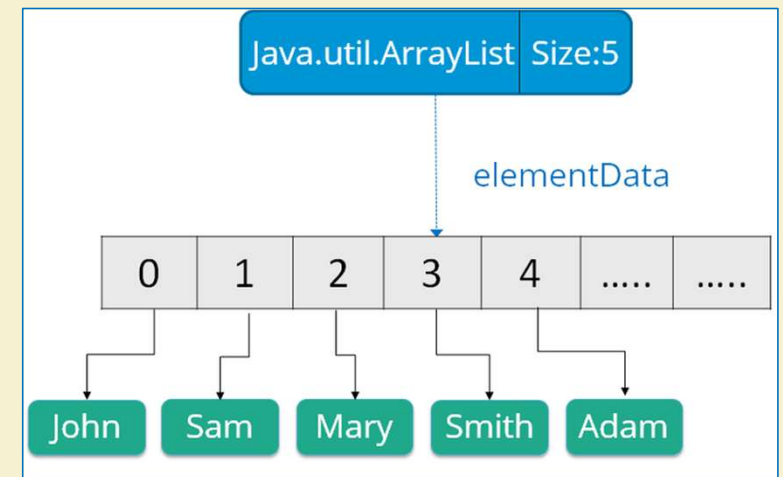 Java.util.ArrayList Size:5
elementData
0 1 2 3 4 ..... .....
John Sam Mary Smith Adam